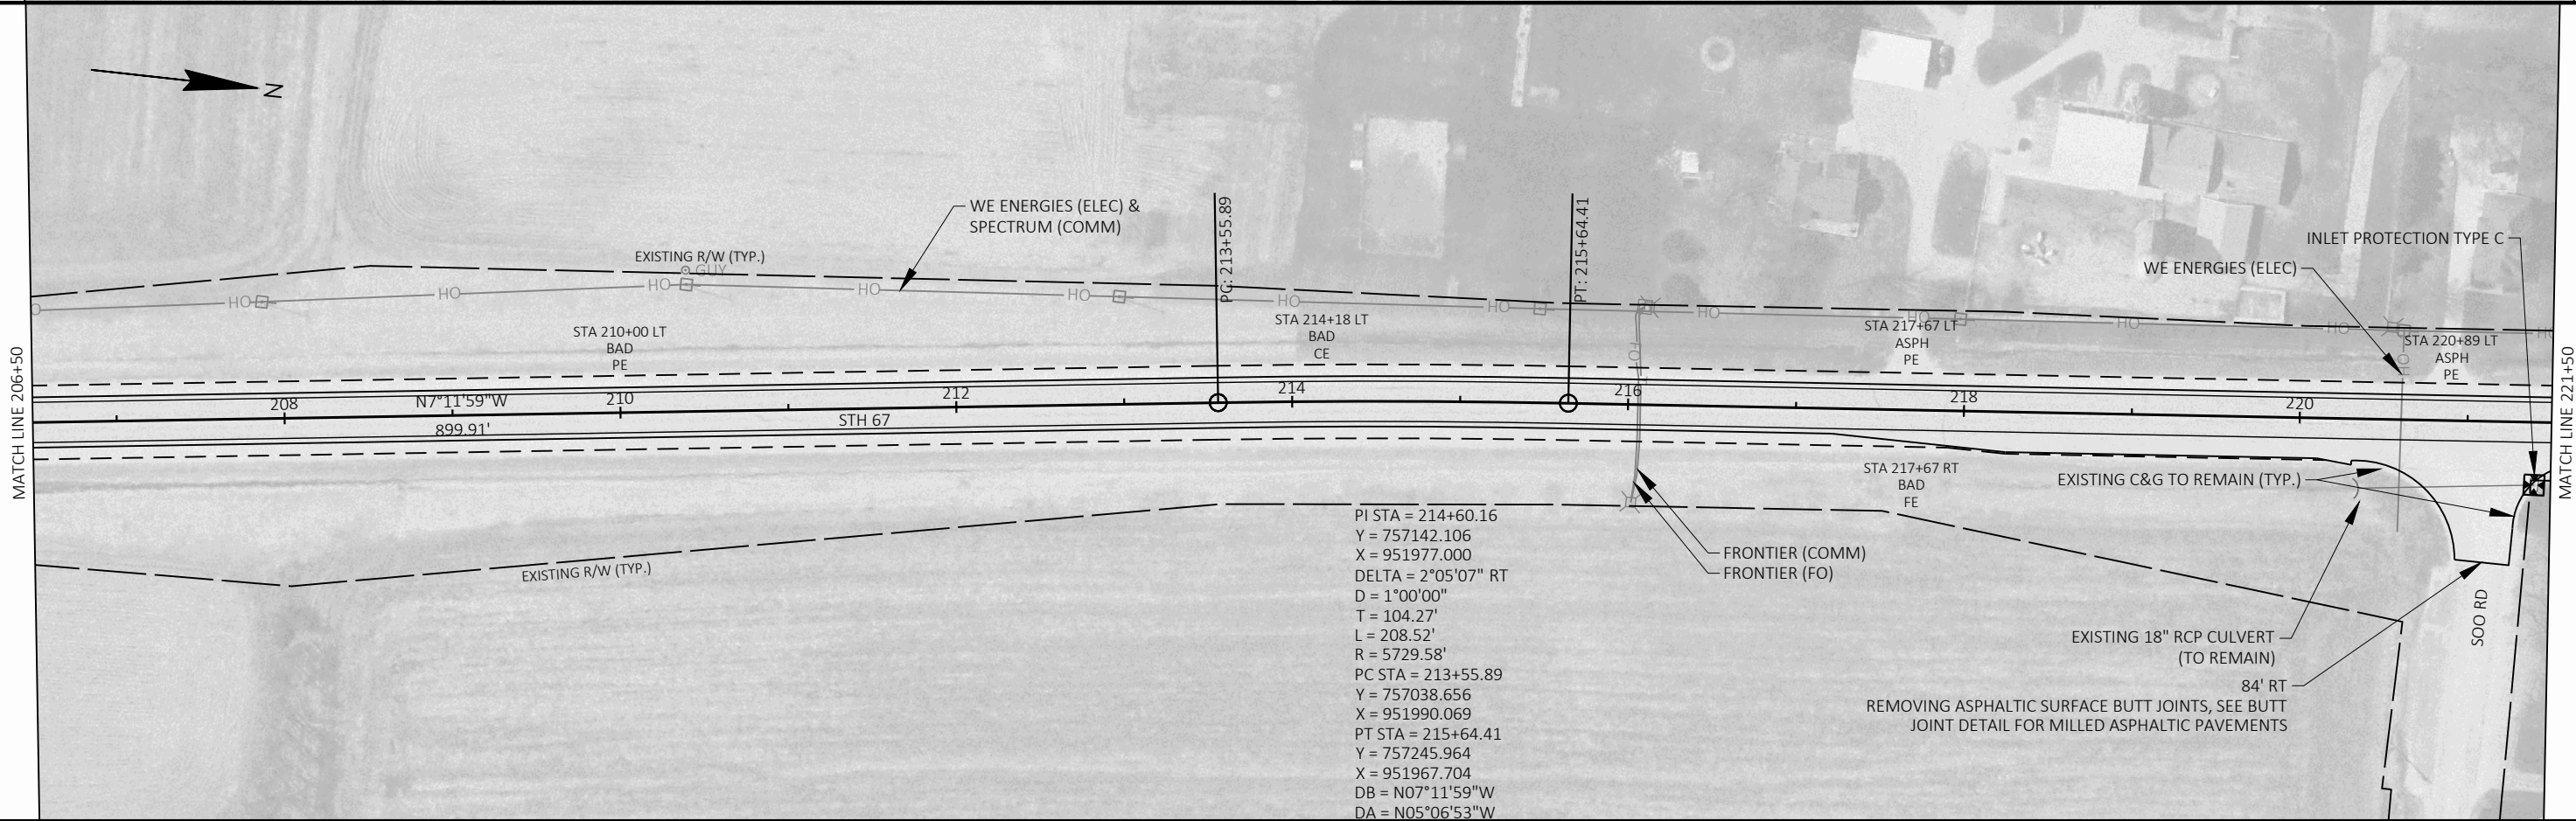 N
MATCH LINE 206+50
EXISTING R/W (TYP.)
GUY
WE ENERGIES (ELEC) &
SPECTRUM (COMM)
PC: 213+55.89
PT: 215+64.41
INLET PROTECTION TYPE C
WE ENERGIES (ELEC)
MATCH LINE 221+50
HO
HO
HO
HO
HO
HO
HO
HO
HO
HO
HO
HO
STA 210+00 LT
BAD
PE
STA 214+18 LT
BAD
CE
STA 217+67 LT
ASPH
PE
STA 220+89 LT
ASPH
PE
FO
208
N7°11'59"W
210
212
214
216
218
220
899.91'
STH 67
STA 217+67 RT
BAD
FE
EXISTING C&G TO REMAIN (TYP.)
EXISTING R/W (TYP.)
FRONTIER (COMM)
FRONTIER (FO)
PI STA = 214+60.16
Y = 757142.106
X = 951977.000
DELTA = 2°05'07" RT
D = 1°00'00"
T = 104.27'
L = 208.52'
R = 5729.58'
PC STA = 213+55.89
Y = 757038.656
X = 951990.069
PT STA = 215+64.41
Y = 757245.964
X = 951967.704
DB = N07°11'59"W
DA = N05°06'53"W
EXISTING 18" RCP CULVERT
(TO REMAIN)
SOO RD
84' RT
REMOVING ASPHALTIC SURFACE BUTT JOINTS, SEE BUTT
JOINT DETAIL FOR MILLED ASPHALTIC PAVEMENTS